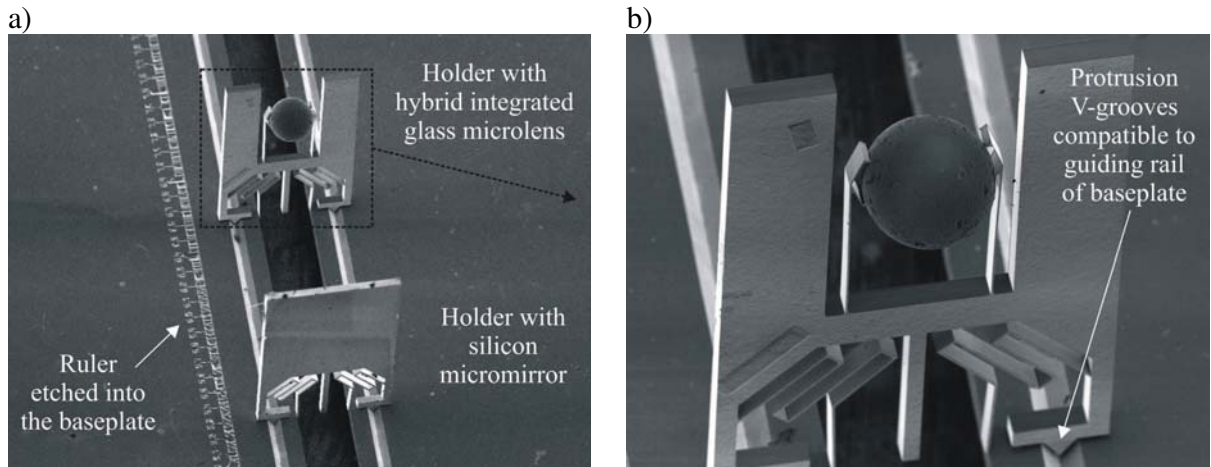 a)
Holder with
hybrid integrated
glass microlens
Ruler
etched into
the baseplate
Holder with
silicon
micromirror
b)
Protrusion
V-grooves
compatible to
guiding rail
of baseplate